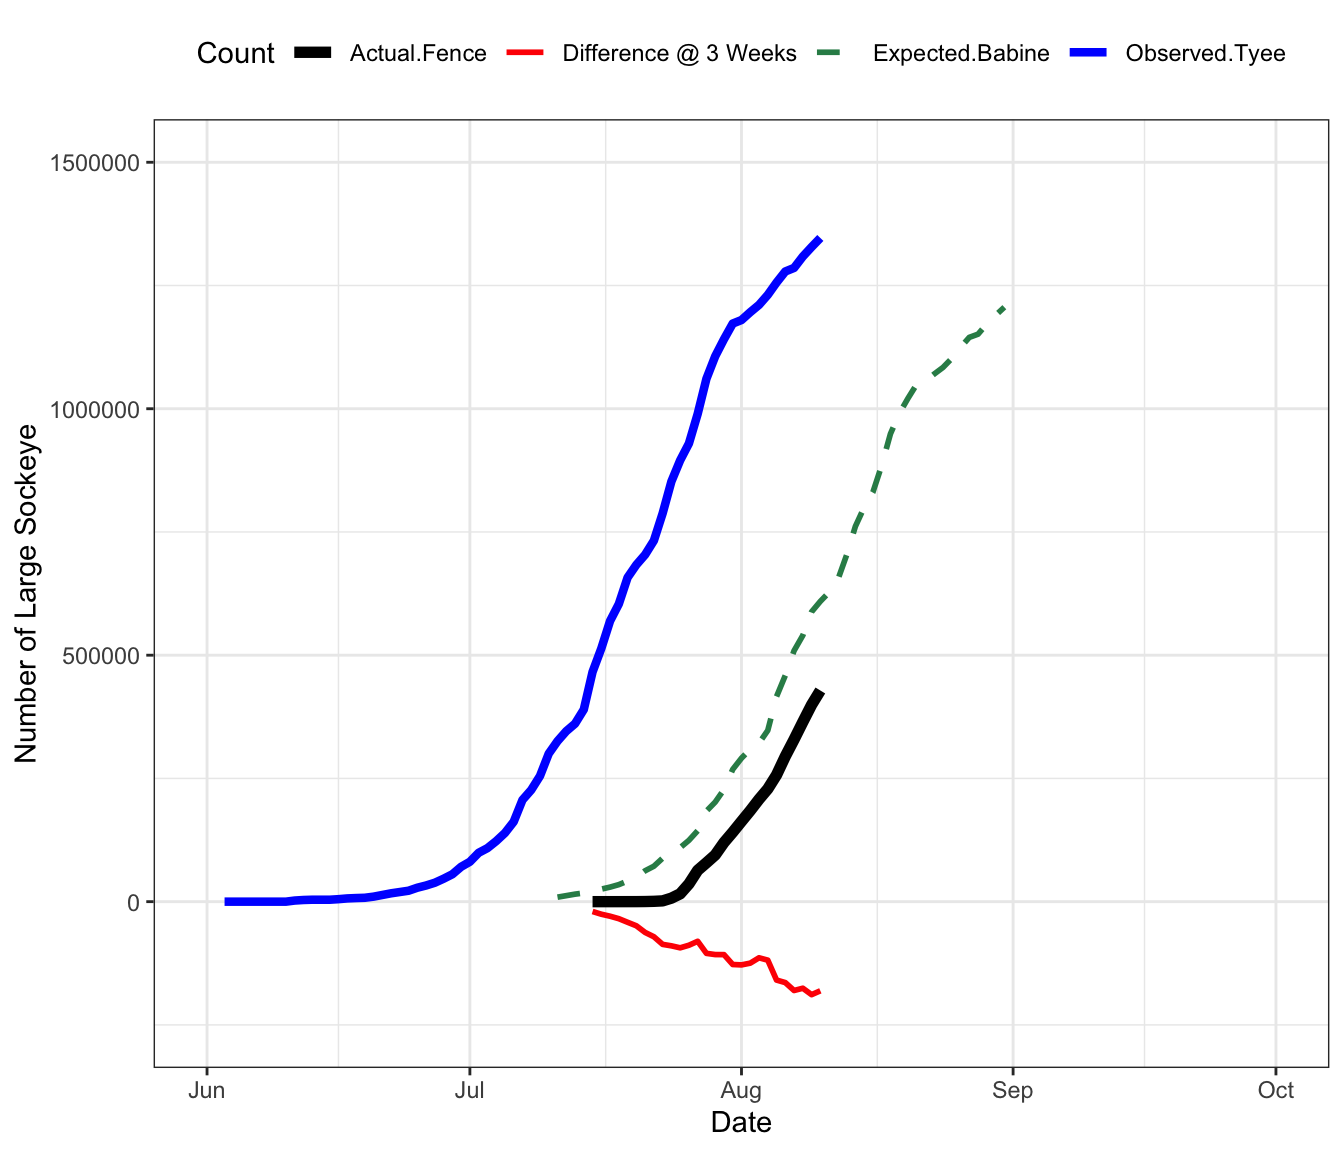 Count Actual.Fence Difference @ 3 Weeks Expected.Babine Observed.Tyee
1500000
1000000
500000
0
Number of Large Sockeye
Jun Jul Aug Sep Oct
Date